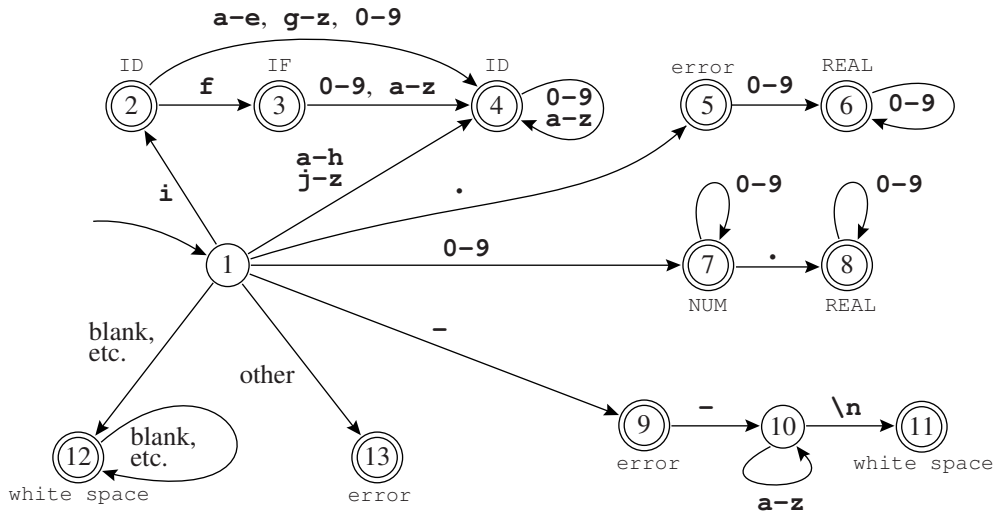 a–e, g–z, 0–9
ID IF ID error REAL
2 f 3 0–9, a–z 4 0–9 a–z 5 0–9 6 0–9
a–h
j–z
i .
0–9 0–9
1 0–9 7 . 8
NUM REAL
blank,
etc.
–
other
– \n
9 10 11
blank,
etc.
12 13
error white space
white space error
a–z